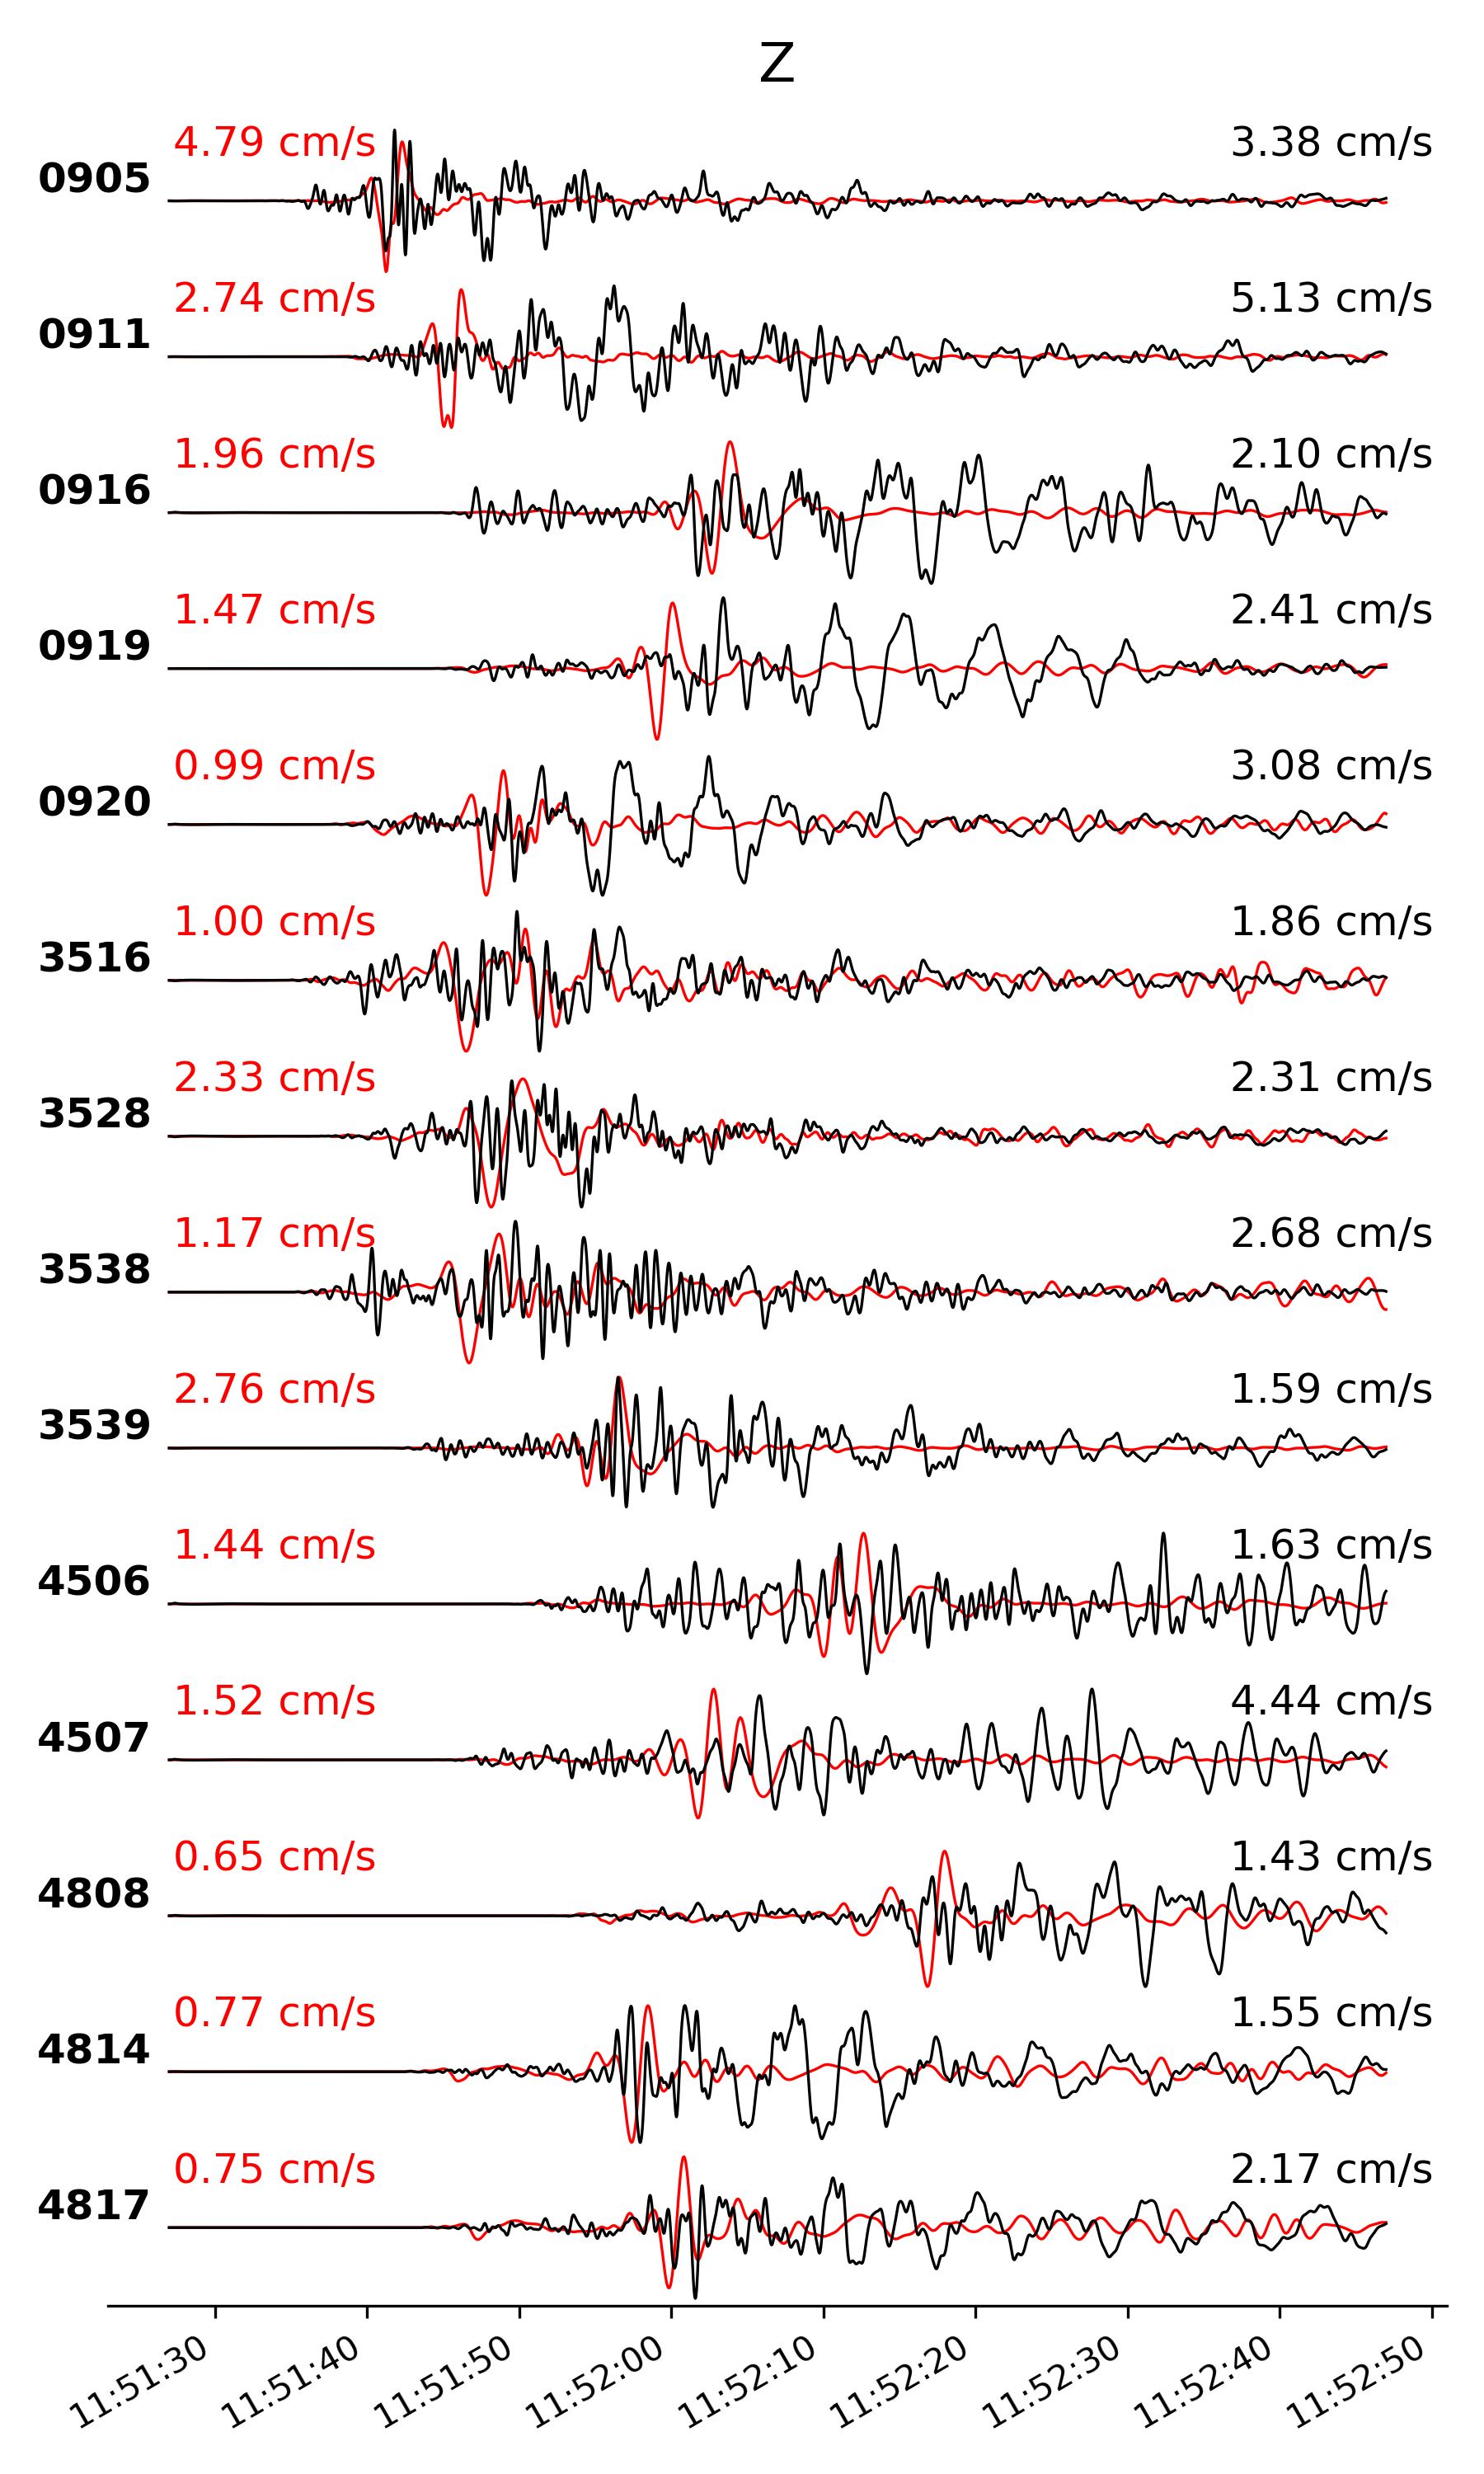 Z
4.79 cm/s 3.38 cm/s
0905
2.74 cm/s 5.13 cm/s
0911
1.96 cm/s 2.10 cm/s
0916
1.47 cm/s 2.41 cm/s
0919
0.99 cm/s 3.08 cm/s
0920
1.00 cm/s 1.86 cm/s
3516
2.33 cm/s 2.31 cm/s
3528
1.17 cm/s 2.68 cm/s
3538
2.76 cm/s 1.59 cm/s
3539
1.44 cm/s 1.63 cm/s
4506
1.52 cm/s 4.44 cm/s
4507
0.65 cm/s 1.43 cm/s
4808
0.77 cm/s 1.55 cm/s
4814
0.75 cm/s 2.17 cm/s
4817
11:51:30 11:51:40 11:51:50 11:52:00 11:52:10 11:52:20 11:52:30 11:52:40 11:52:50